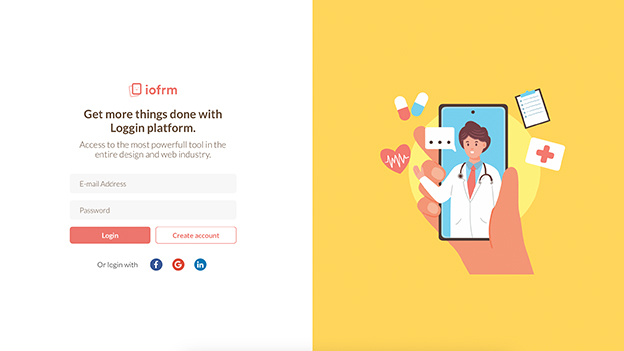 iofrm
Get more things done with
Loggin platform.
Access to the most powerfull tool in the
entire design and web industry.
E-mail Address
Password
Login
Create account
Or login with
f
G
in